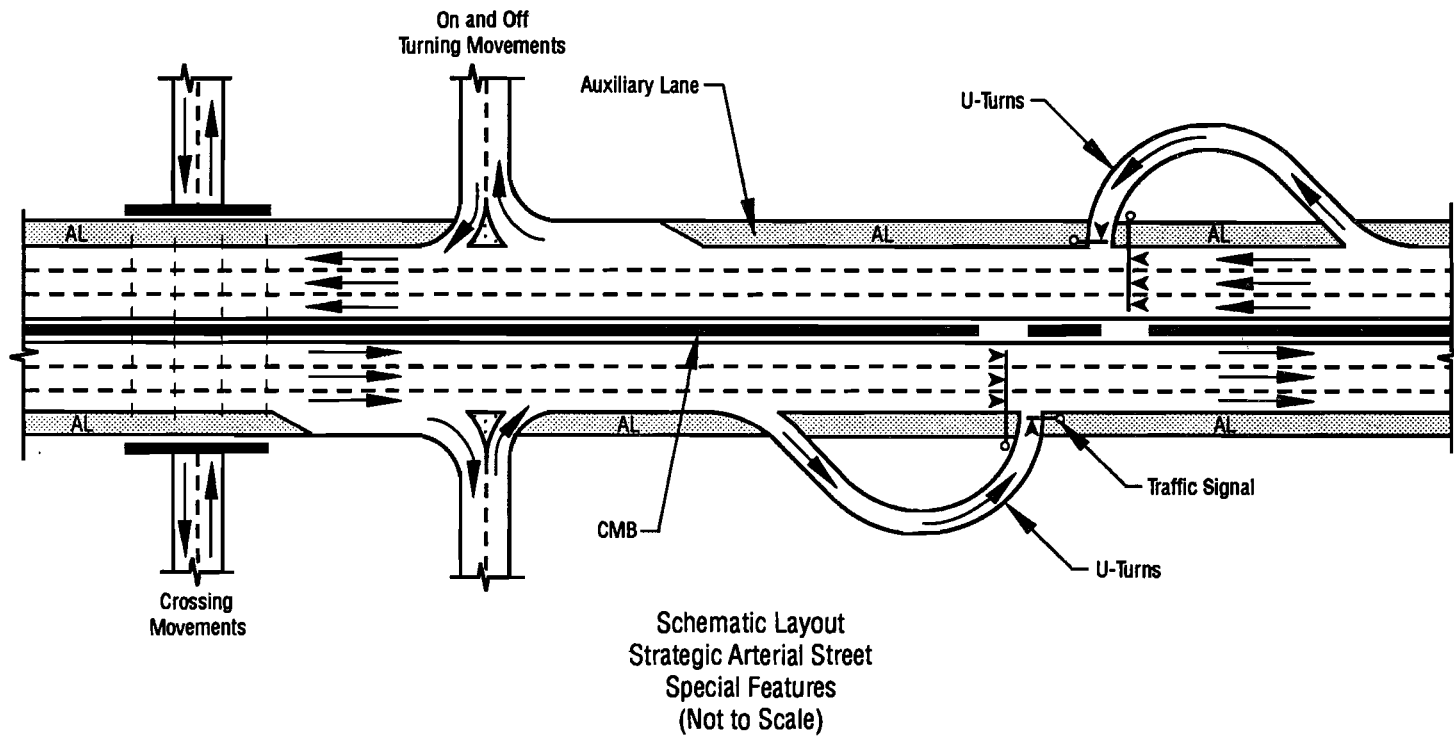 On and Off
Turning Movements
Auxiliary Lane
U-Turns
AL
AL
AL
AL
AL
AL
CMB
Traffic Signal
U-Turns
Crossing
Movements
Schematic Layout
Strategic Arterial Street
Special Features
(Not to Scale)